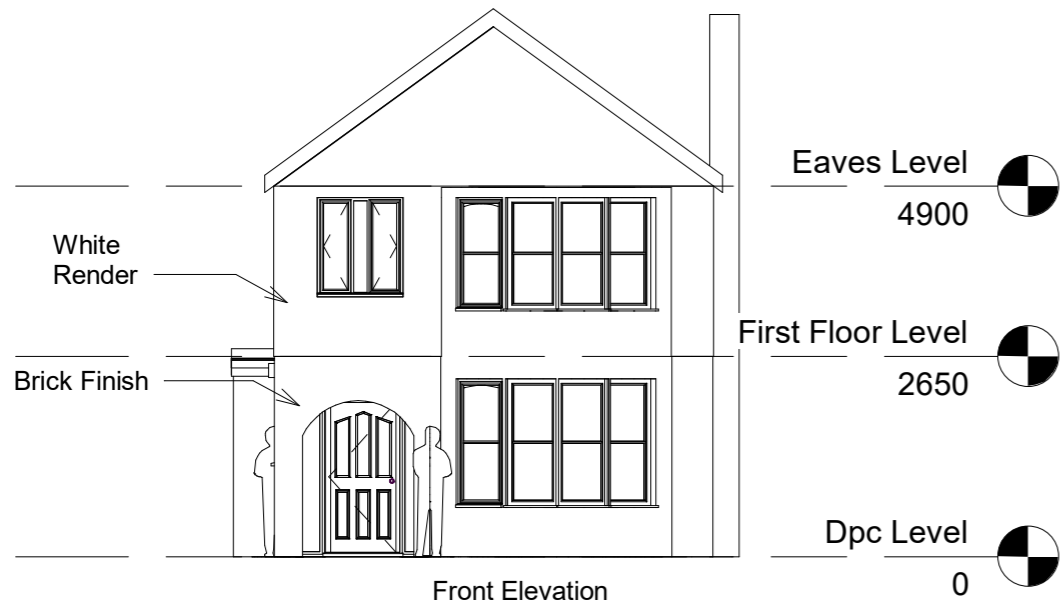 Eaves Level
4900
White
Render
First Floor Level
2650
Brick Finish
Dpc Level
0
Front Elevation